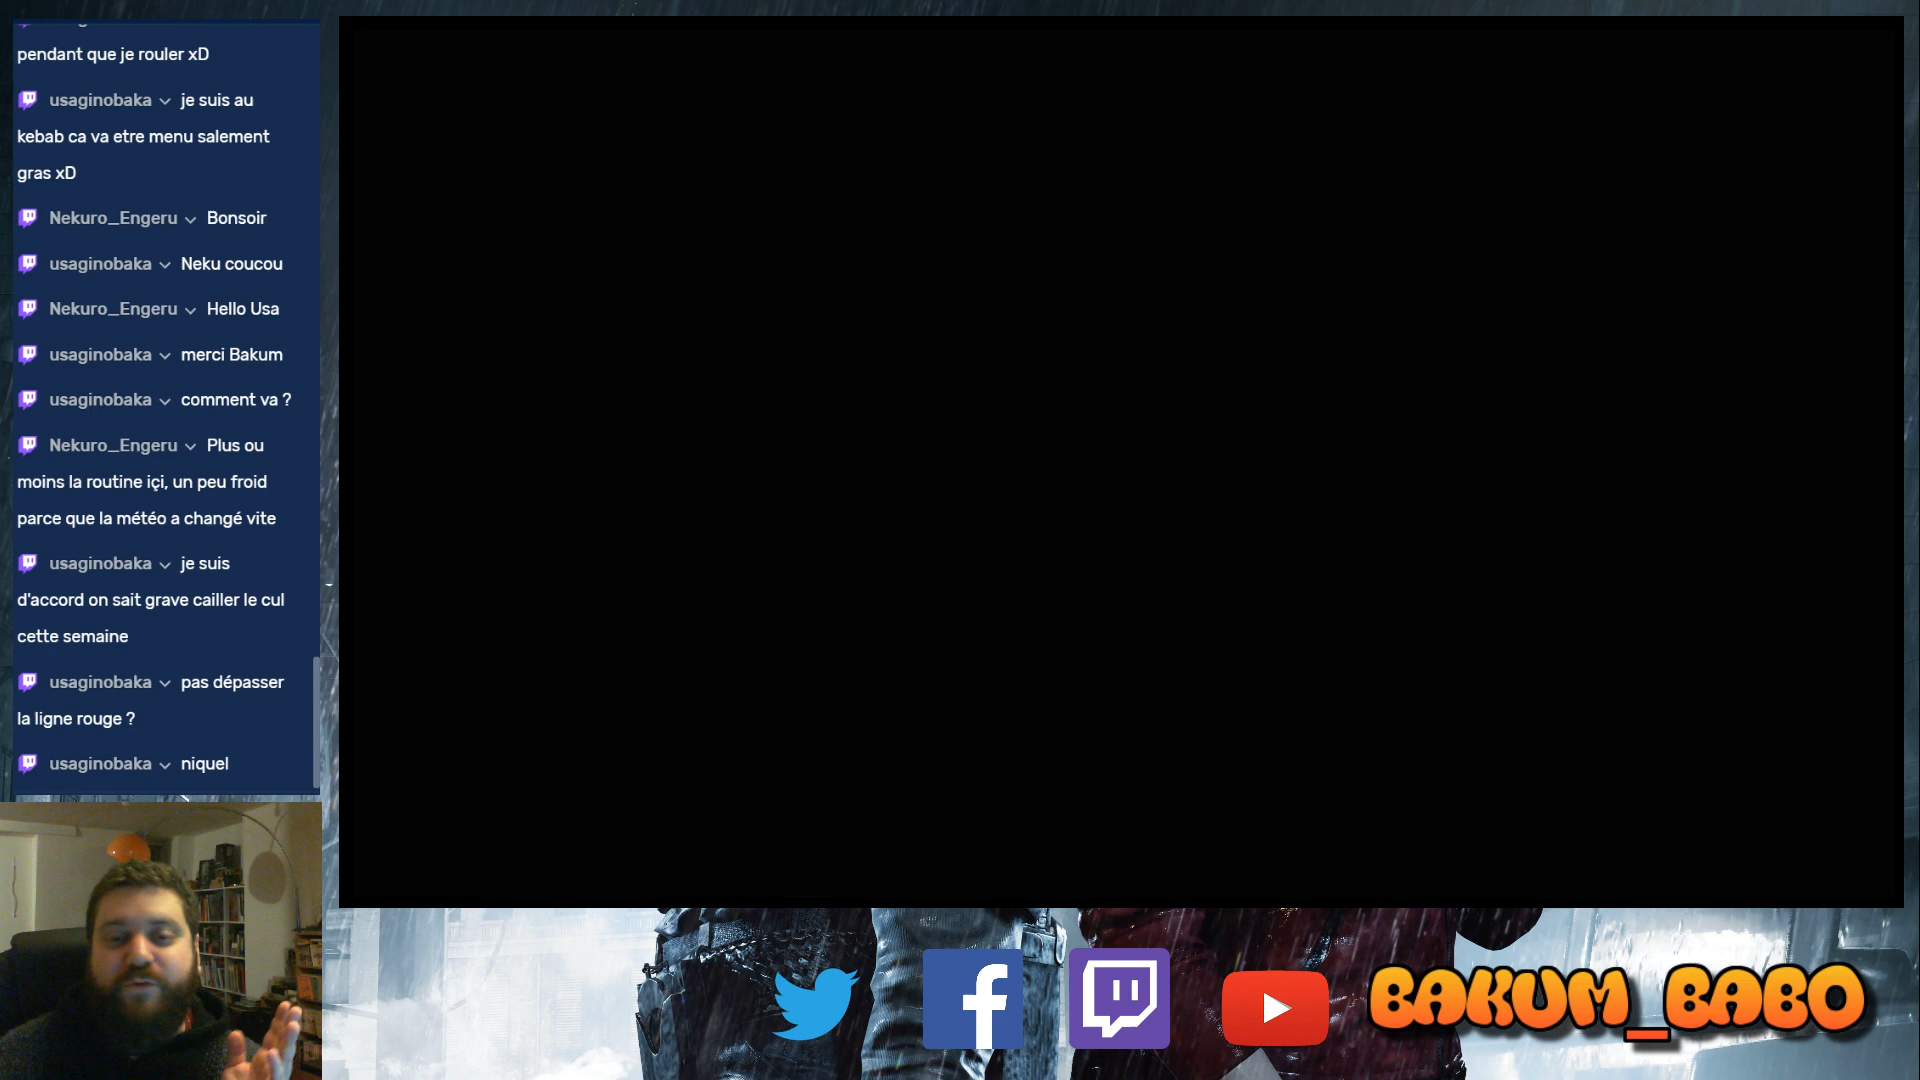 pendant que je rouler xD
usaginobaka je suis au
kebab ca va etre menu salement
gras xD
Nekuro_Engeru Bonsoir
usaginobaka Neku coucou
Nekuro_Engeru Hello Usa
usaginobaka merci Bakum
usaginobaka comment va ?
Nekuro_Engeru Plus ou
moins la routine içi, un peu froid
parce que la météo a changé vite
usaginobaka je suis
d'accord on sait grave cailler le cul
cette semaine
usaginobaka pas dépasser
la ligne rouge ?
usaginobaka niquel
BAKUM_BABO